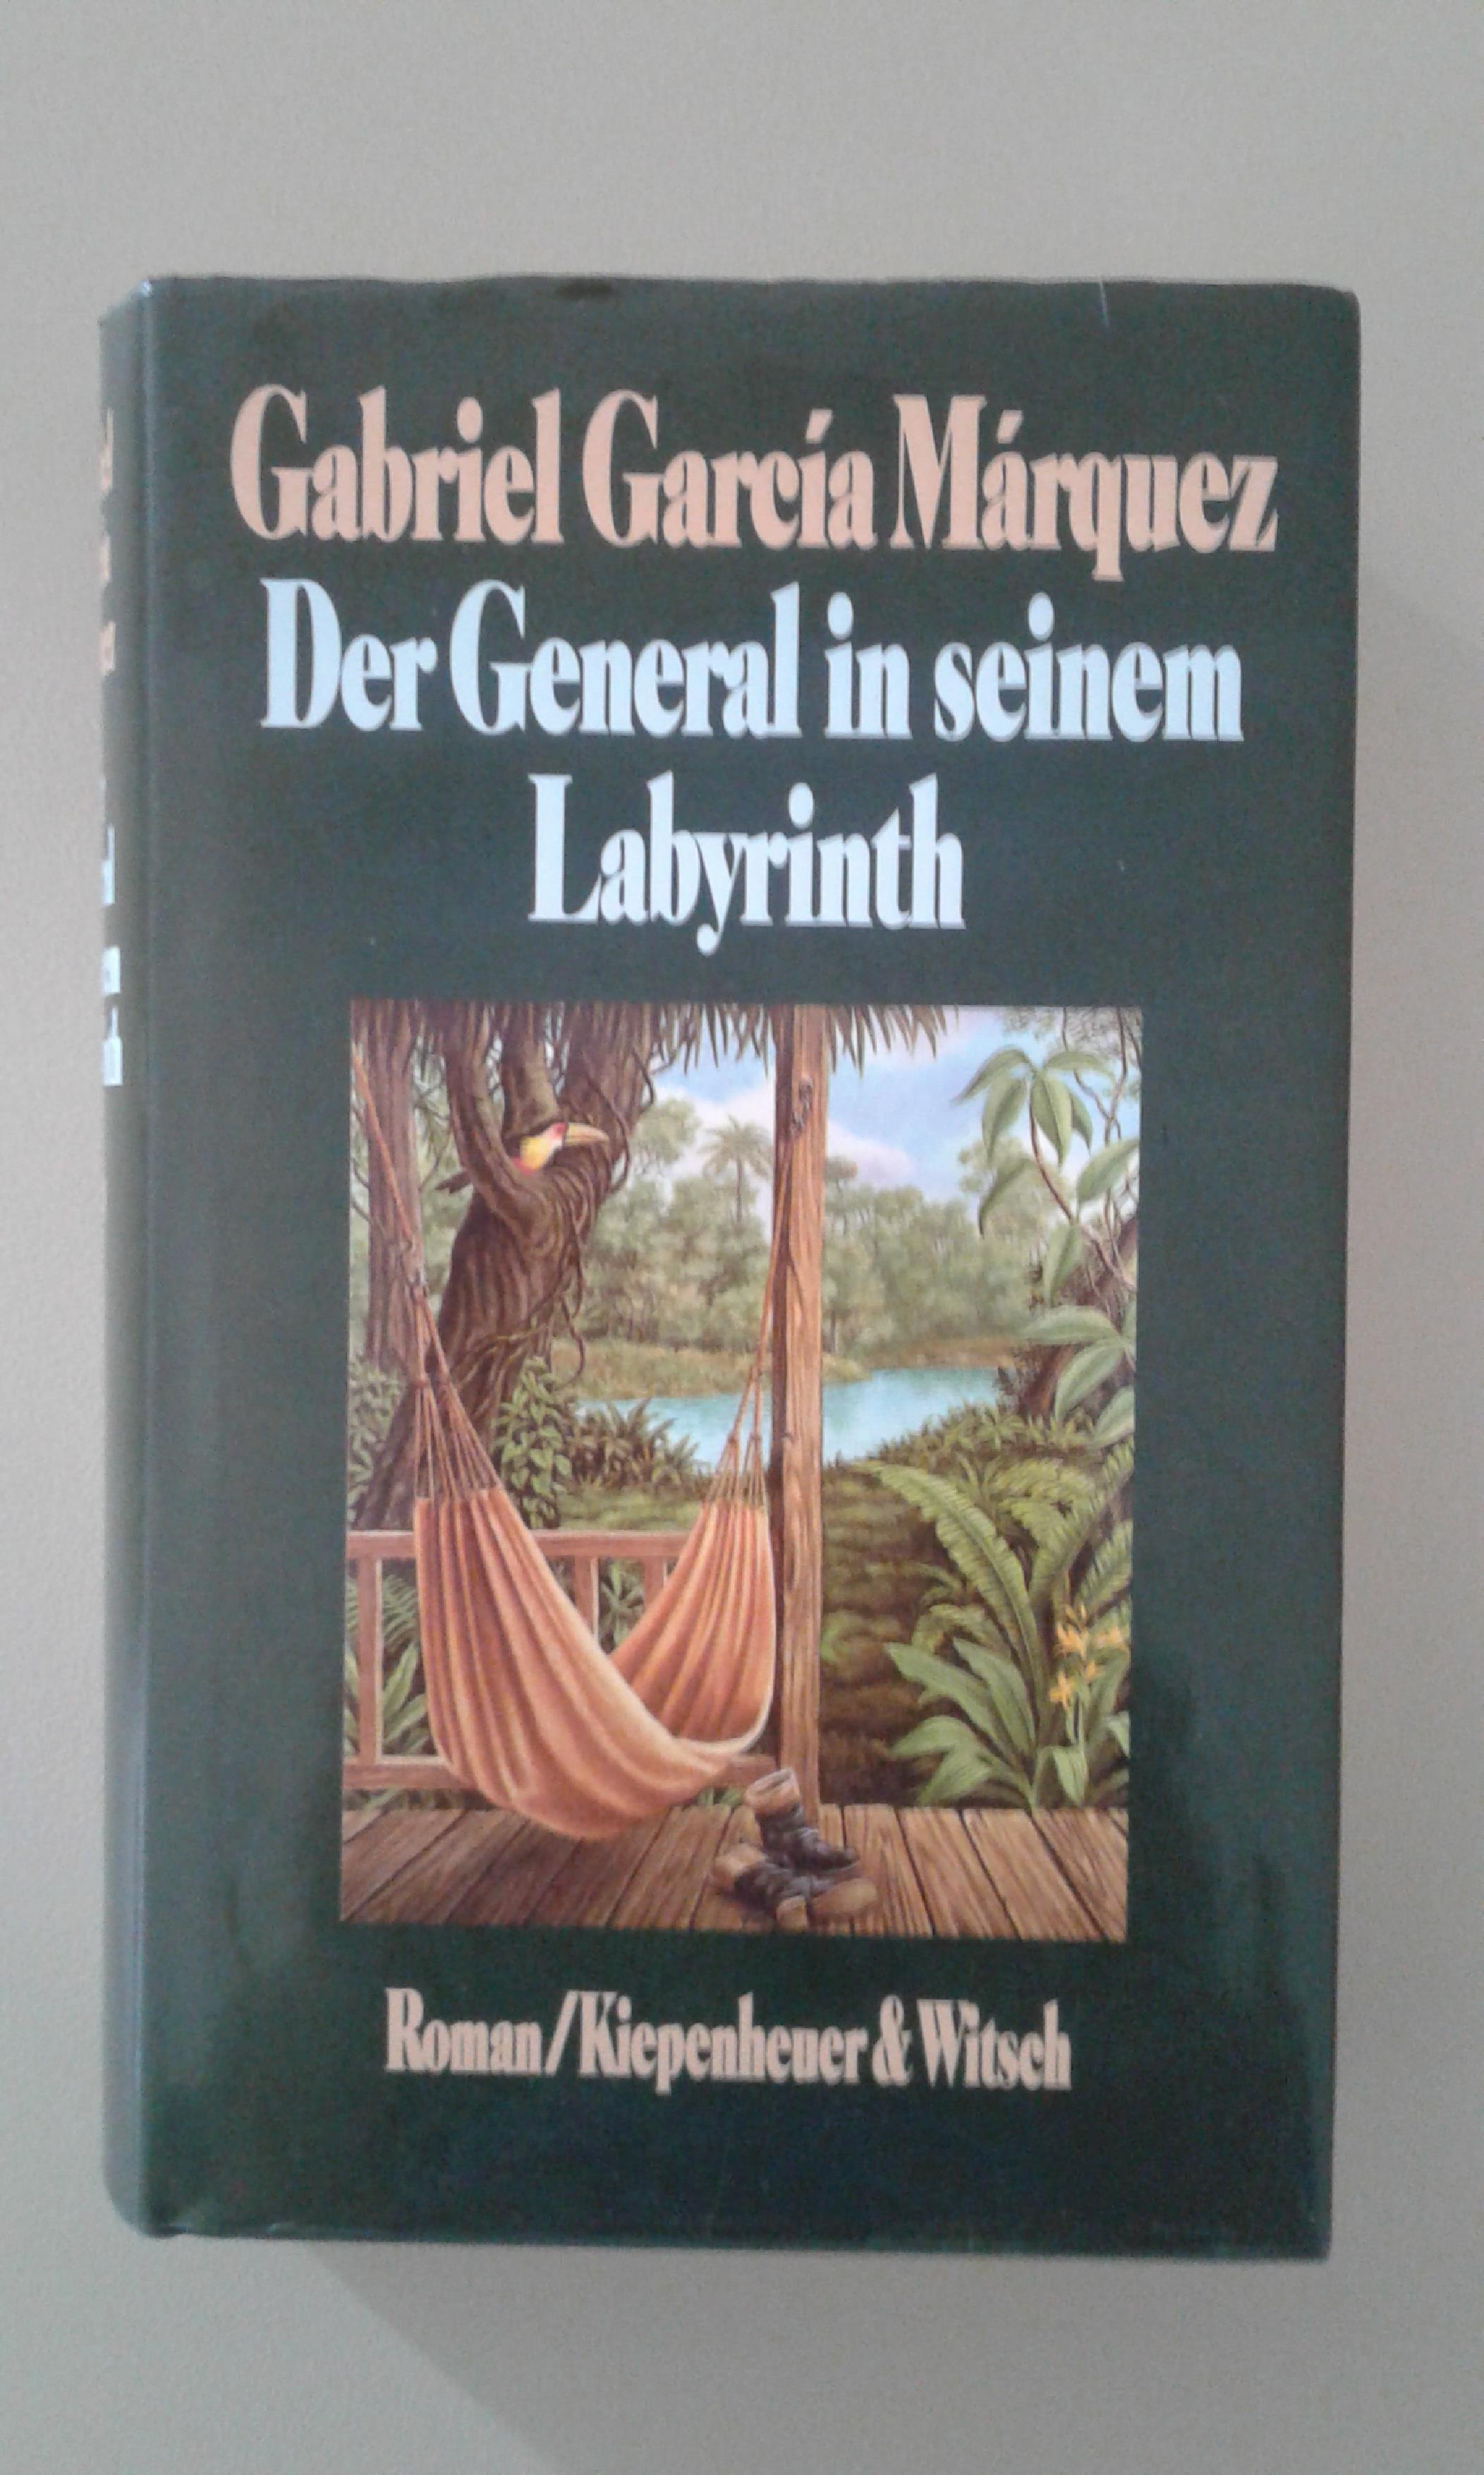 Gabriel García Márquez
Der General in seinem
Labyrinth
Roman/Kiepenheuer & Witsch